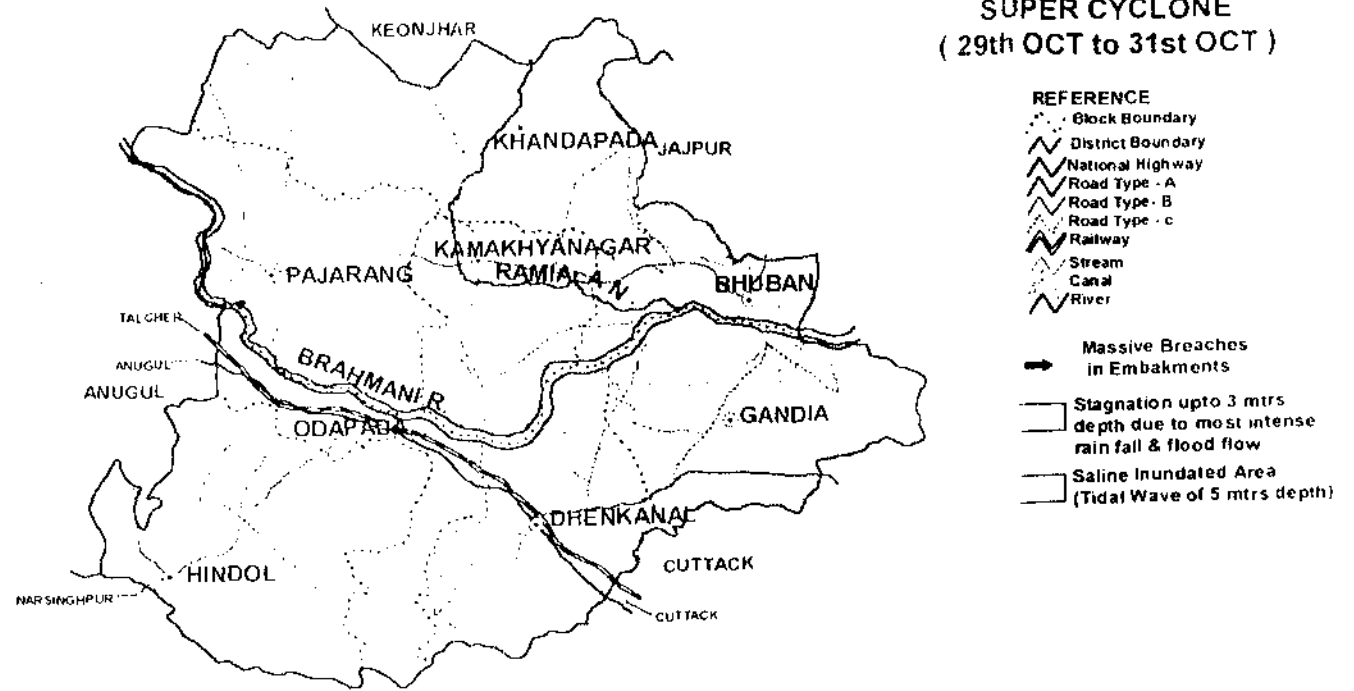 SUPER CYCLONE
( 29th OCT to 31st OCT )
REFERENCE
Block Boundary
District Boundary
National Highway
Road Type - A
Road Type - B
Road Type - c
Railway
Stream
Canal
River
Massive Breaches
in Embakments
Stagnation upto 3 mtrs
depth due to most intense
rain fall & flood flow
Saline Inundated Area
(Tidal Wave of 5 mtrs depth)
KEONJHAR
KHANDAPADA
JAJPUR
KAMAKHYANAGAR
RAMIALA N
PAJARANG
BHUBAN
TALCHER
ANUGUL
ANUGUL
BRAHMANI R.
ODAPADA
GANDIA
DHENKANAL
CUTTACK
HINDOL
NARSINGHPUR
CUTTACK